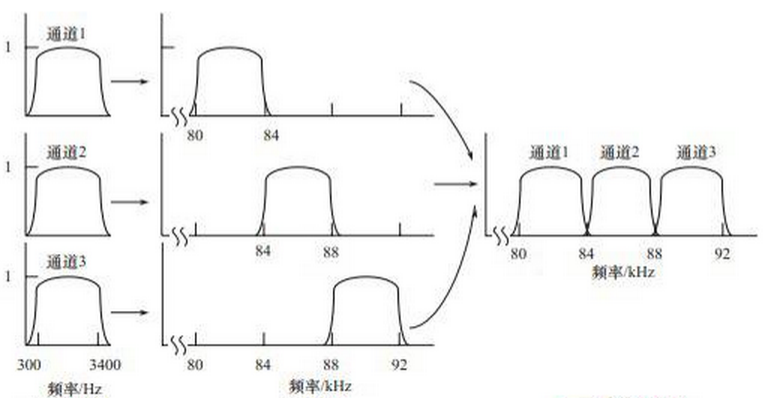 通道1
1
80 84
通道2
1
84 88
通道3
1
300 3400
频率/Hz
80 84 88 92
频率/kHz
通道1 通道2 通道3
80 84 88 92
频率/kHz